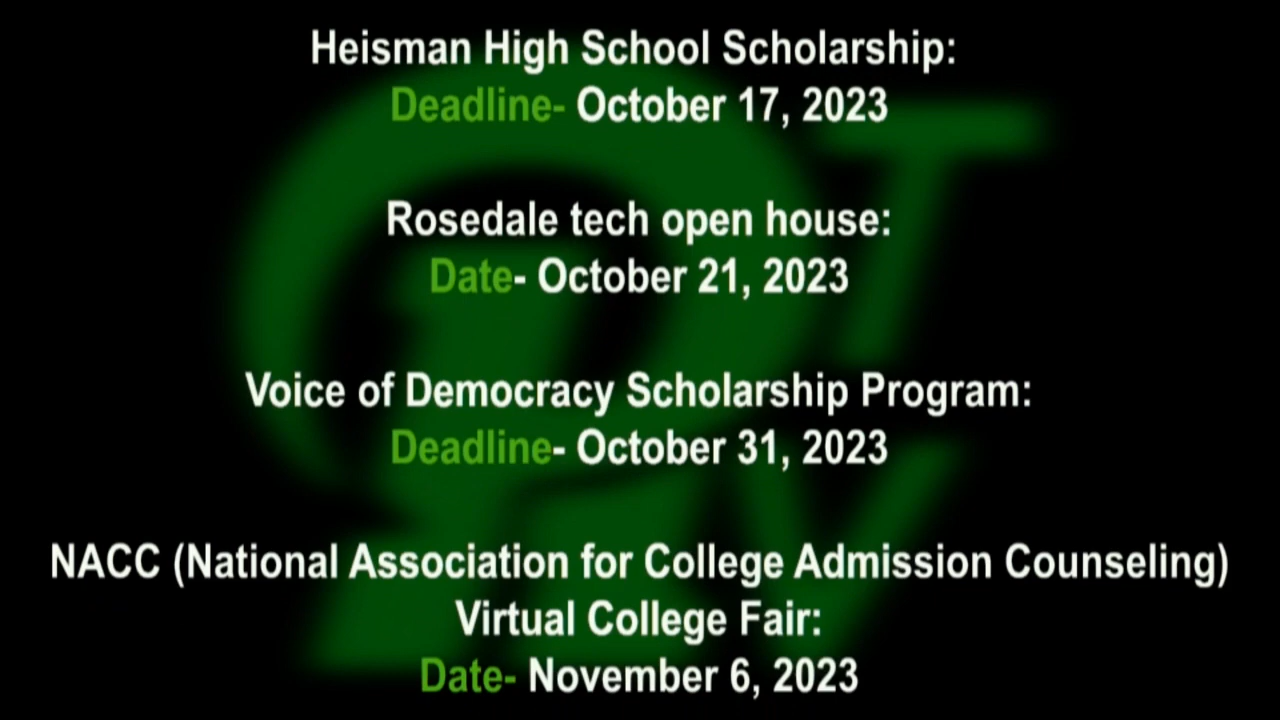 Heisman High School Scholarship:
Deadline- October 17, 2023
Rosedale tech open house:
Date- October 21, 2023
Voice of Democracy Scholarship Program:
Deadline- October 31, 2023
NACC (National Association for College Admission Counseling)
Virtual College Fair:
Date- November 6, 2023